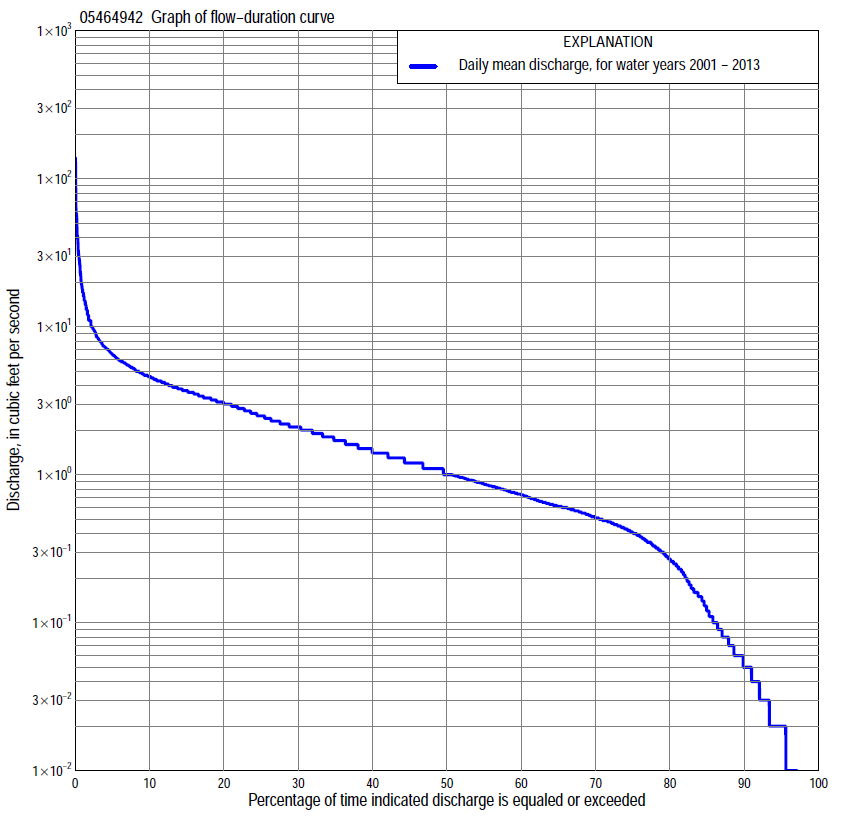 05464942 Graph of flow–duration curve
EXPLANATION
Daily mean discharge, for water years 2001 – 2013
Discharge, in cubic feet per second
1×10³
3×10²
1×10²
3×10¹
1×10¹
3×10⁰
1×10⁰
3×10⁻¹
1×10⁻¹
3×10⁻²
1×10⁻²
0 10 20 30 40 50 60 70 80 90 100
Percentage of time indicated discharge is equaled or exceeded